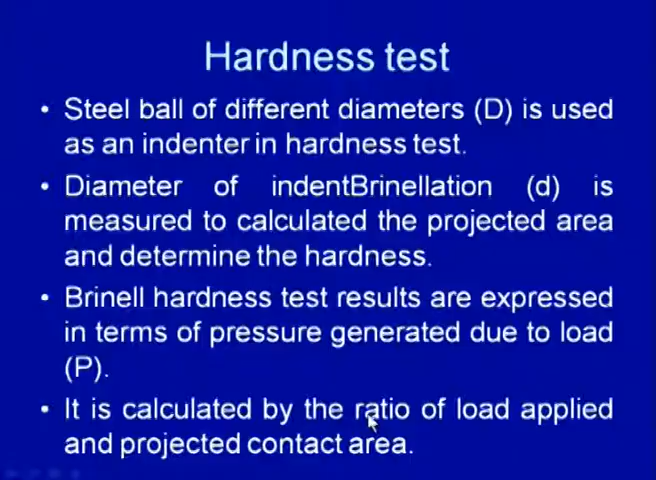 Hardness test
• Steel ball of different diameters (D) is used
as an indenter in hardness test.
• Diameter of indentBrinellation (d) is
measured to calculated the projected area
and determine the hardness.
• Brinell hardness test results are expressed
in terms of pressure generated due to load
(P).
• It is calculated by the ratio of load applied
and projected contact area.